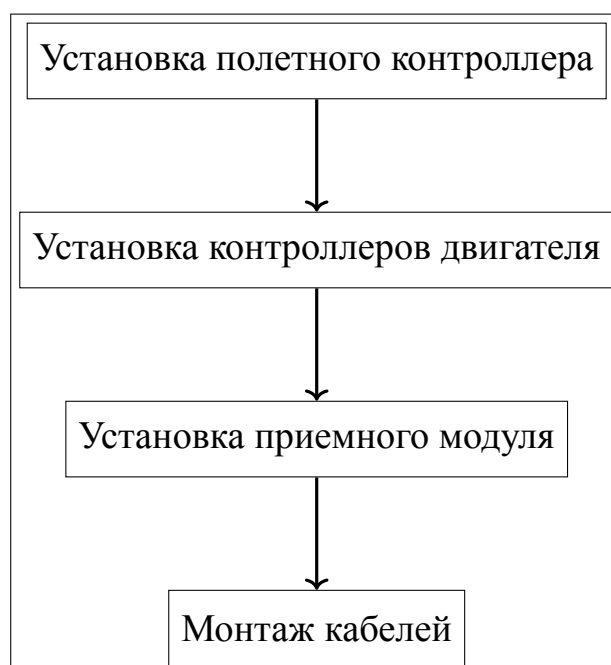 Установка полетного контроллера
Установка контроллеров двигателя
Установка приемного модуля
Монтаж кабелей